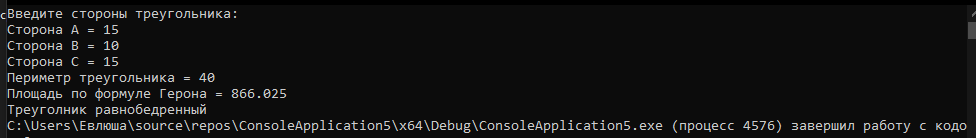 Введите стороны треугольника:
Сторона A = 15
Сторона B = 10
Сторона C = 15
Периметр треугольника = 40
Площадь по формуле Герона = 866.025
Треуголник равнобедренный
C:\Users\Евлюша\source\repos\ConsoleApplication5\x64\Debug\ConsoleApplication5.exe (процесс 4576) завершил работу с кодо